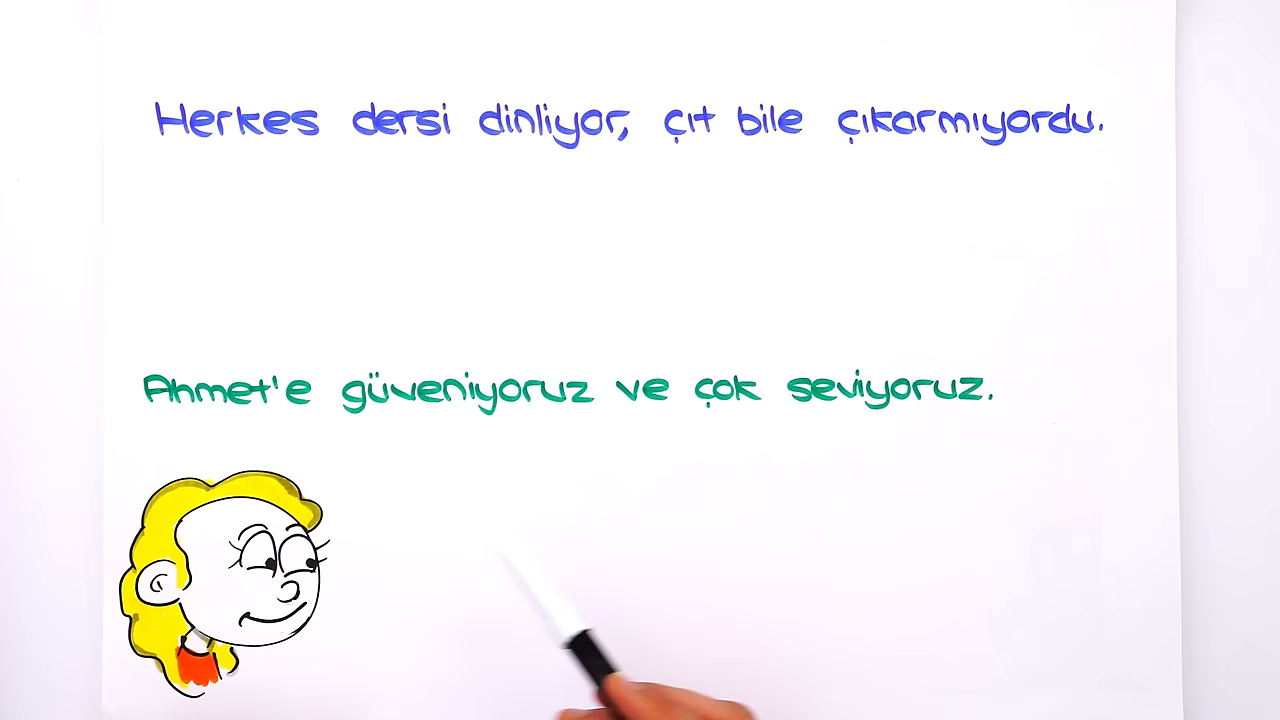 Herkes dersi dinliyor, çıt bile çıkarmıyordu.
Ahmet'e güveniyoruz ve çok seviyoruz.